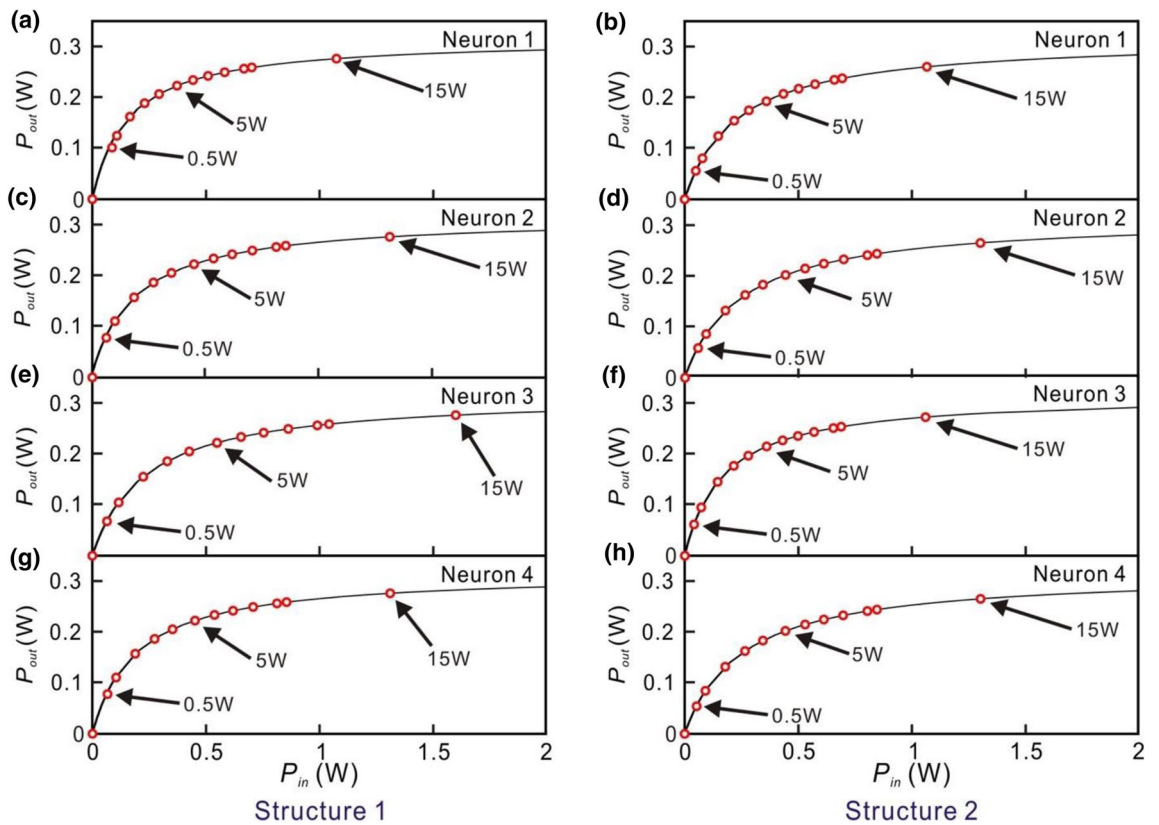 (a) Neuron 1
0.3
0.2
0.1
0
P_out (W)
15W
5W
0.5W
(b) Neuron 1
0.3
0.2
0.1
0
P_out (W)
15W
5W
0.5W
(c) Neuron 2
0.3
0.2
0.1
0
P_out (W)
15W
5W
0.5W
(d) Neuron 2
0.3
0.2
0.1
0
P_out (W)
15W
5W
0.5W
(e) Neuron 3
0.3
0.2
0.1
0
P_out (W)
15W
5W
0.5W
(f) Neuron 3
0.3
0.2
0.1
0
P_out (W)
15W
5W
0.5W
(g) Neuron 4
0.3
0.2
0.1
0
P_out (W)
15W
5W
0.5W
0 0.5 1 1.5 2
P_in (W)
Structure 1
(h) Neuron 4
0.3
0.2
0.1
0
P_out (W)
15W
5W
0.5W
0 0.5 1 1.5 2
P_in (W)
Structure 2